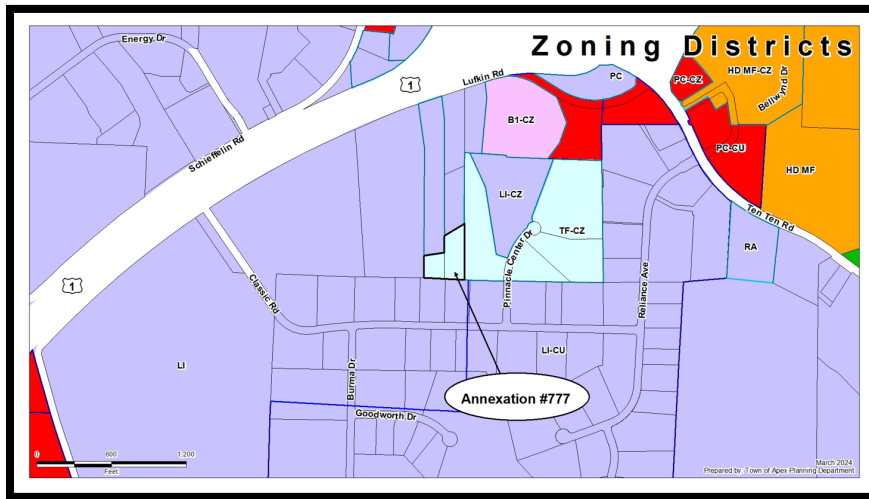 Zoning Districts
Energy Dr
1
Lufkin Rd
PC
PC-CZ
HD MF-CZ
Bellwynd Dr
B1-CZ
Schieffelin Rd
PC-CU
HD MF
LI-CZ
Ten Ten Rd
TF-CZ
RA
Pinnacle Center Dr
Reliance Ave
1
Classic Rd
LI
LI-CU
Burma Dr
Annexation #777
Goodworth Dr
0 600 1,200
Feet
March 2024
Prepared by: Town of Apex Planning Department